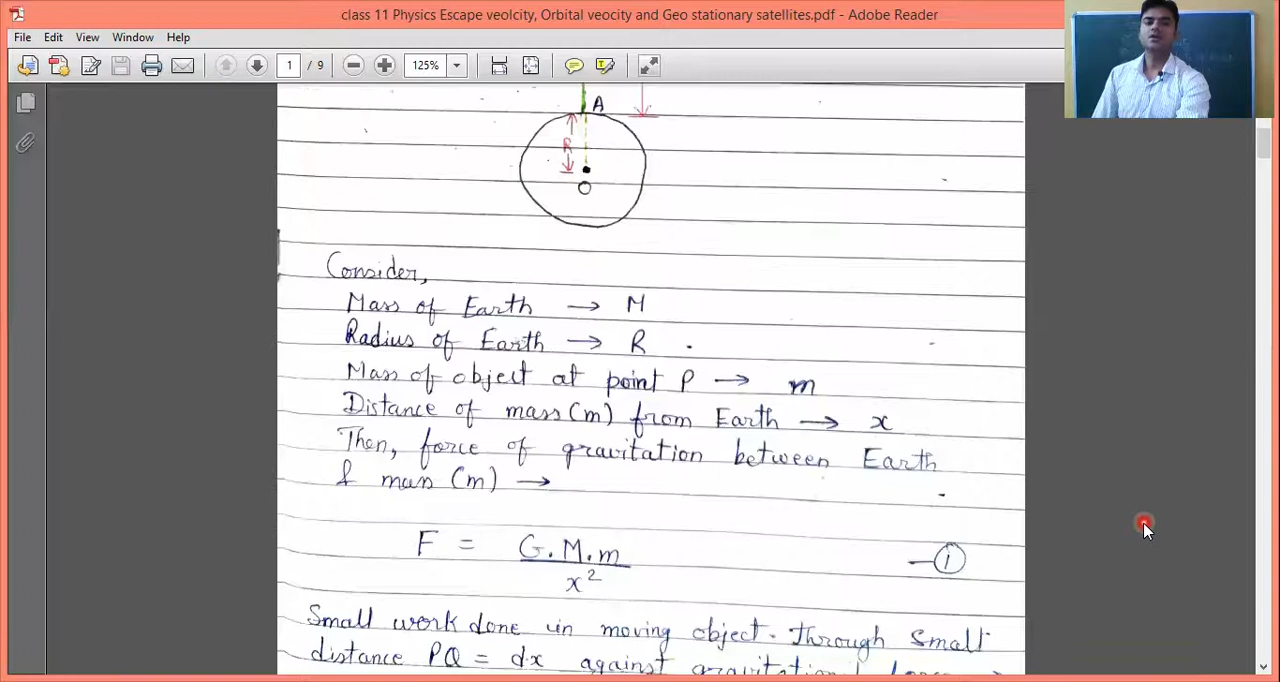 class 11 Physics Escape veolcity, Orbital veocity and Geo stationary satellites.pdf - Adobe Reader
File Edit View Window Help
1 / 9 125%
A
R
O
Consider,
Mass of Earth → M
Radius of Earth → R .
Mass of object at point P → m
Distance of mass(m) from Earth → x
Then, force of gravitation between Earth
& mass (m) →
F = G.M.m / x² —①
Small work done in moving object. Through small
distance PQ = dx against gravitational force